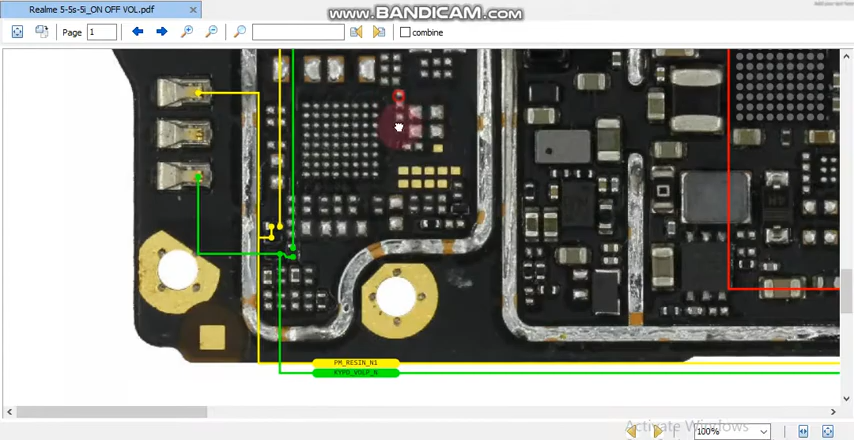 Realme 5-5s-5i_ON OFF VOL.pdf
WWW.BANDICAM.COM
Page 1
combine
PM_RESIN_N1
KYPD_VOLP_N
Activate Windows
100%